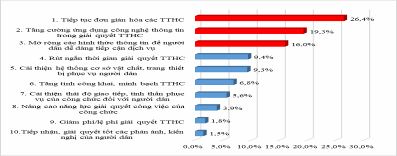 1. Tiếp tục đơn giản hóa các TTHC
26,4%
2. Tăng cường ứng dụng công nghệ thông tin
trong giải quyết TTHC
19,3%
3. Mở rộng các hình thức thông tin để người
dân dễ dàng tiếp cận dịch vụ
16,0%
4. Rút ngắn thời gian giải quyết TTHC
9,4%
5. Cải thiện hệ thống cơ sở vật chất, trang thiết
bị phục vụ người dân
9,3%
6. Tăng tính công khai, minh bạch TTHC
6,8%
7. Cải thiện thái độ giao tiếp, tinh thần phục
vụ của công chức đối với người dân
5,6%
8. Nâng cao năng lực giải quyết công việc của
công chức
3,9%
9. Giảm phí/lệ phí giải quyết TTHC
1,8%
10.Tiếp nhận, giải quyết tốt các phản ánh, kiến
nghị của người dân
1,5%
0,0% 5,0% 10,0% 15,0% 20,0% 25,0% 30,0%